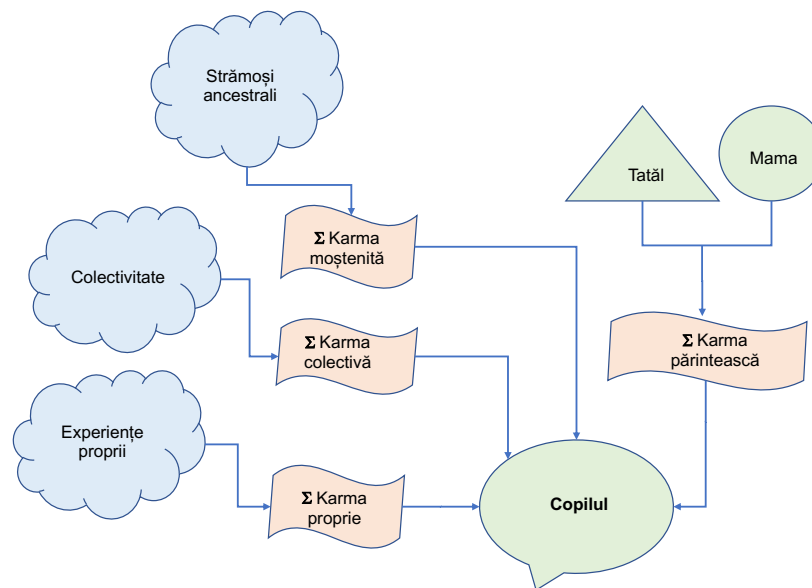 Strămoși
ancestrali
Tatăl
Mama
Σ Karma
moștenită
Colectivitate
Σ Karma
colectivă
Σ Karma
părintească
Experiențe
proprii
Σ Karma
proprie
Copilul